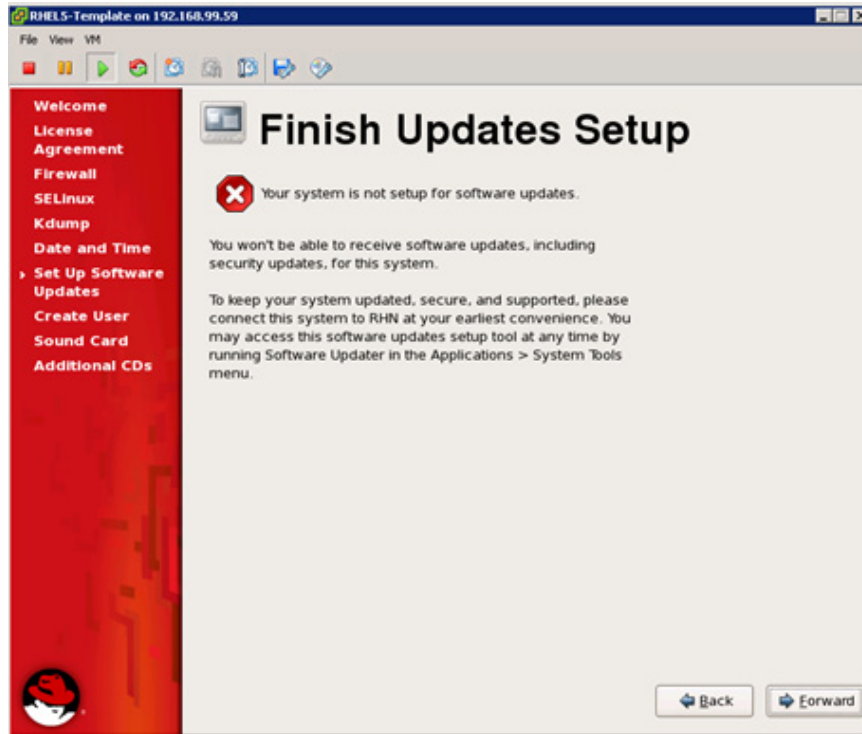 RHEL5-Template on 192.168.99.59
File View VM
Welcome
License
Agreement
Firewall
SELinux
Kdump
Date and Time
Set Up Software
Updates
Create User
Sound Card
Additional CDs
Finish Updates Setup
Your system is not setup for software updates.
You won't be able to receive software updates, including
security updates, for this system.
To keep your system updated, secure, and supported, please
connect this system to RHN at your earliest convenience. You
may access this software updates setup tool at any time by
running Software Updater in the Applications > System Tools
menu.
Back
Forward